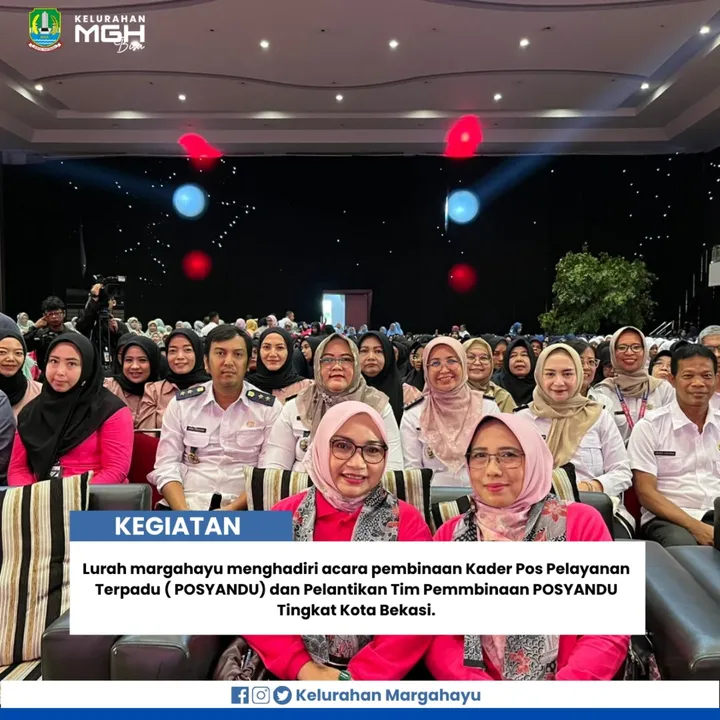 KELURAHAN
MGH
Bisa
KEGIATAN
Lurah margahayu menghadiri acara pembinaan Kader Pos Pelayanan
Terpadu ( POSYANDU) dan Pelantikan Tim Pemmbinaan POSYANDU
Tingkat Kota Bekasi.
Kelurahan Margahayu